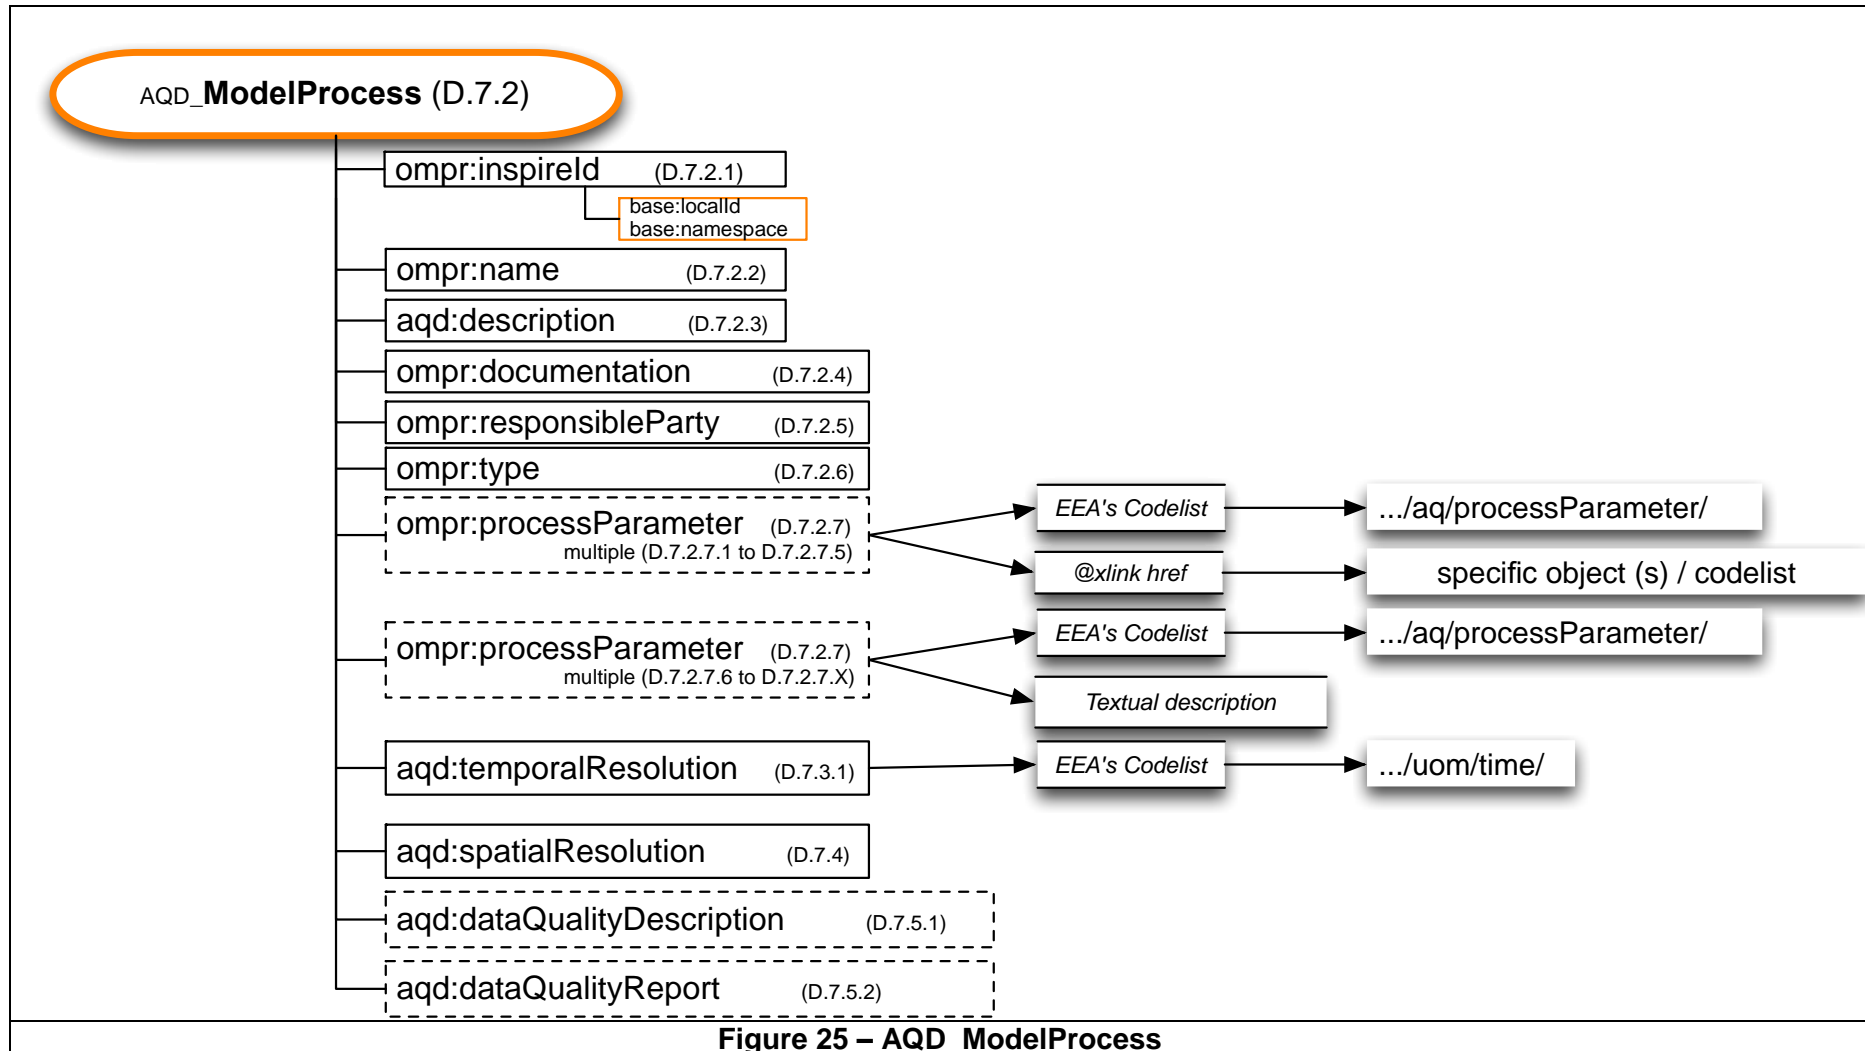 AQD_ModelProcess (D.7.2)
ompr:inspireId (D.7.2.1)
base:localId
base:namespace
ompr:name (D.7.2.2)
aqd:description (D.7.2.3)
ompr:documentation (D.7.2.4)
ompr:responsibleParty (D.7.2.5)
ompr:type (D.7.2.6)
ompr:processParameter (D.7.2.7)
multiple (D.7.2.7.1 to D.7.2.7.5)
EEA's Codelist
.../aq/processParameter/
@xlink href
specific object (s) / codelist
ompr:processParameter (D.7.2.7)
multiple (D.7.2.7.6 to D.7.2.7.X)
EEA's Codelist
.../aq/processParameter/
Textual description
aqd:temporalResolution (D.7.3.1)
EEA's Codelist
.../uom/time/
aqd:spatialResolution (D.7.4)
aqd:dataQualityDescription (D.7.5.1)
aqd:dataQualityReport (D.7.5.2)
Figure 25 – AQD_ModelProcess